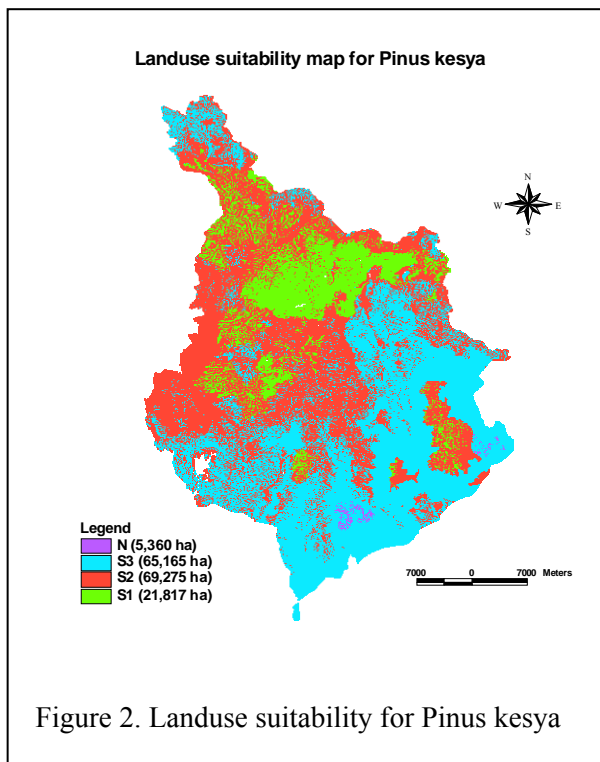 Landuse suitability map for Pinus kesya
N
W E
S
Legend
N (5,360 ha)
S3 (65,165 ha)
S2 (69,275 ha)
S1 (21,817 ha)
7000 0 7000 Meters
Figure 2. Landuse suitability for Pinus kesya